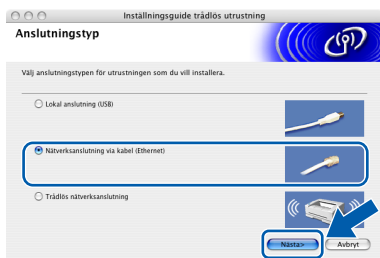 Inställningsguide trådlös utrustning
Anslutningstyp
Välj anslutningstypen för utrustningen som du vill installera.
Lokal anslutning (USB)
Nätverksanslutning via kabel (Ethernet)
Trådlös nätverksanslutning
Nästa> Avbryt